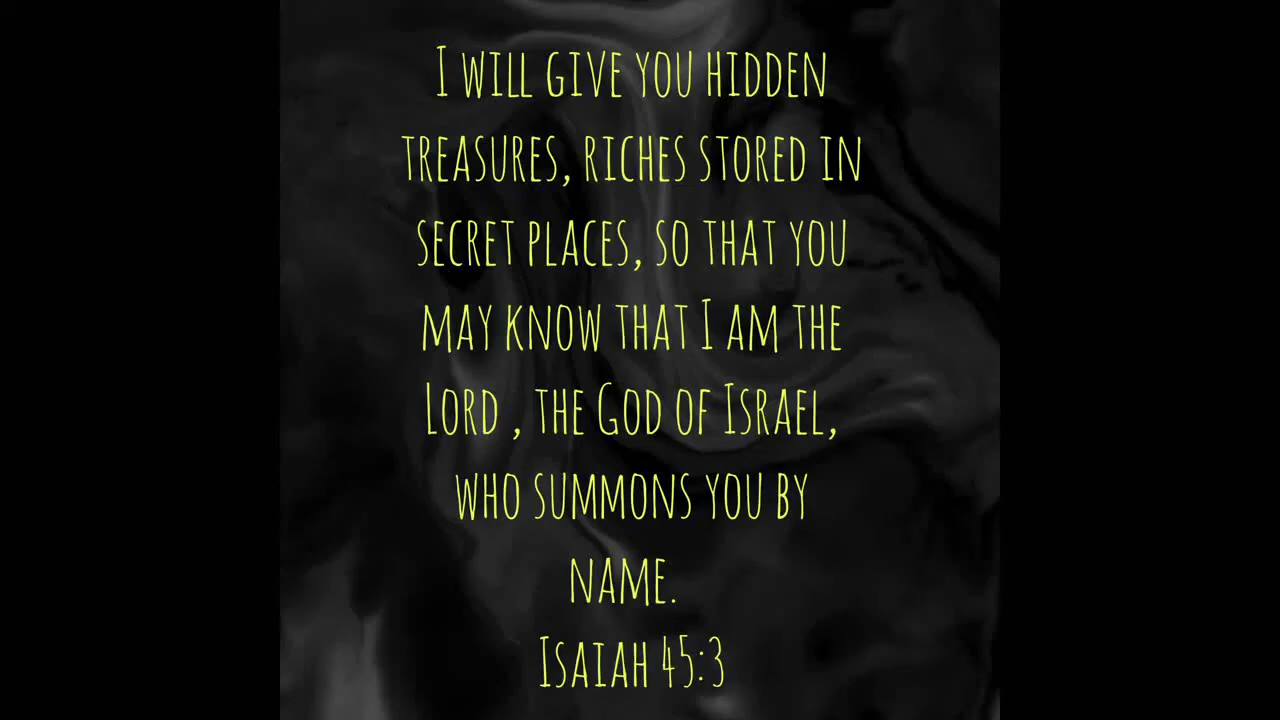 I will give you hidden
treasures, riches stored in
secret places, so that you
may know that I am the
Lord , the God of Israel,
who summons you by
name.
Isaiah 45:3